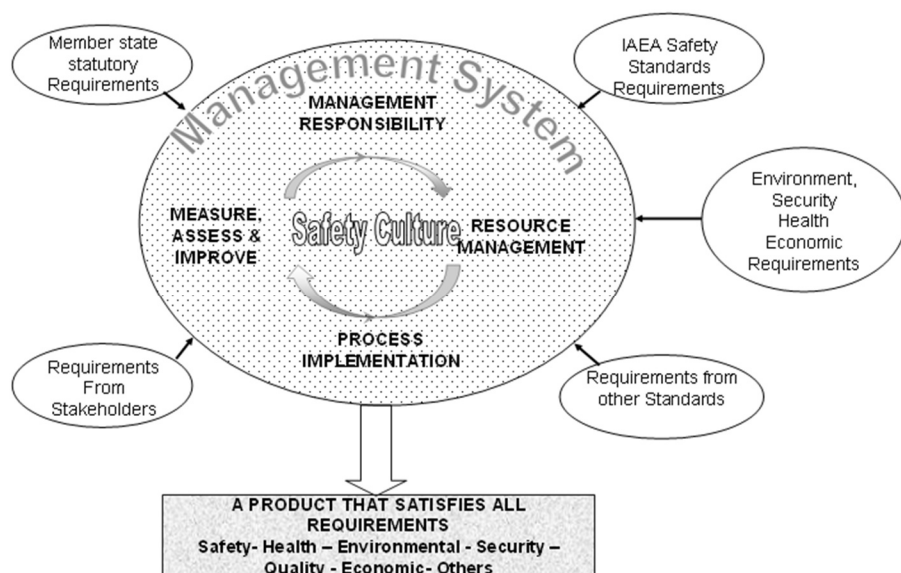 Member state
statutory
Requirements
IAEA Safety
Standards
Requirements
Management System
MANAGEMENT
RESPONSIBILITY
MEASURE,
ASSESS &
IMPROVE
Safety Culture
RESOURCE
MANAGEMENT
Environment,
Security
Health
Economic
Requirements
PROCESS
IMPLEMENTATION
Requirements
From
Stakeholders
Requirements from
other Standards
A PRODUCT THAT SATISFIES ALL
REQUIREMENTS
Safety- Health – Environmental - Security –
Quality - Economic- Others